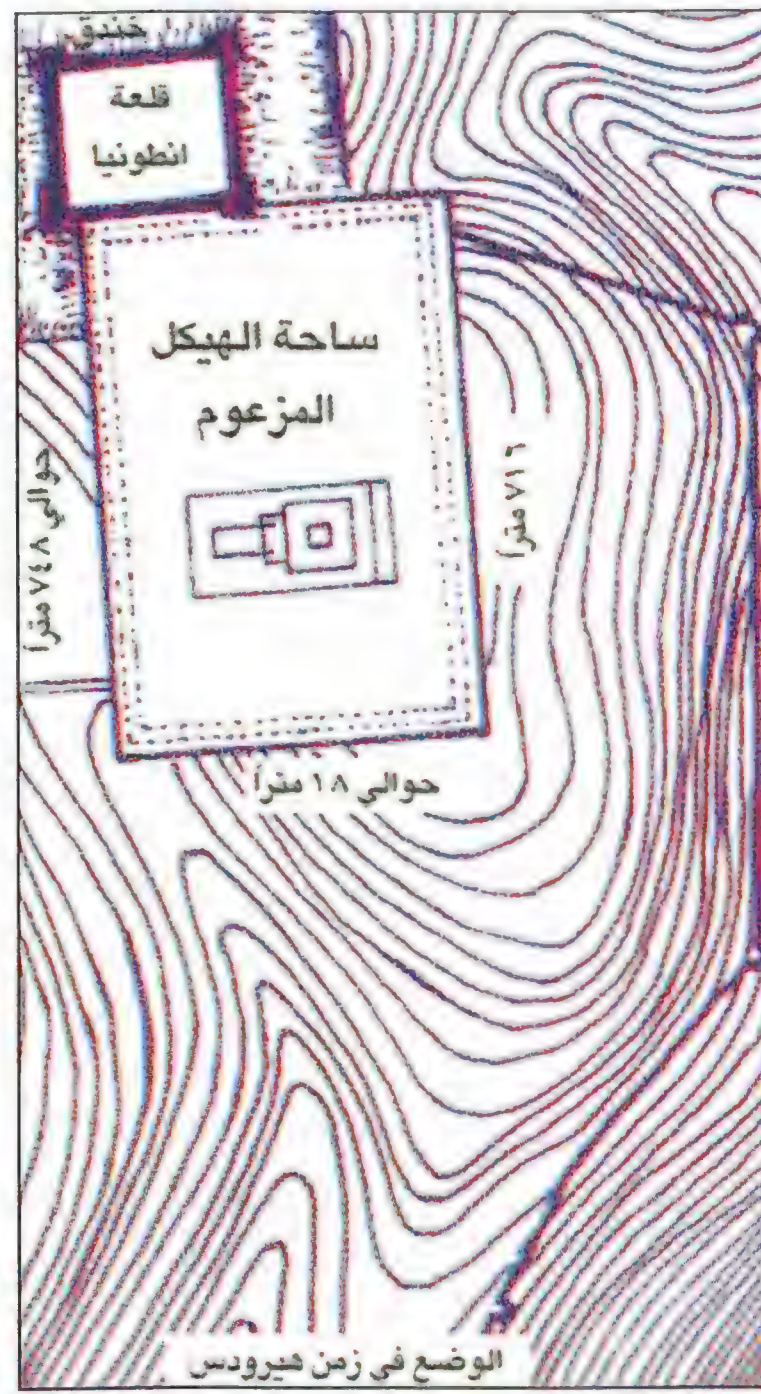 خندق
قلعة
انطونيا
ساحة الهيكل
المزعوم
حوالي ٧٤٨ متراً
٧١٦ متراً
حوالي ١٨ متراً
الوضع في زمن هيرودس